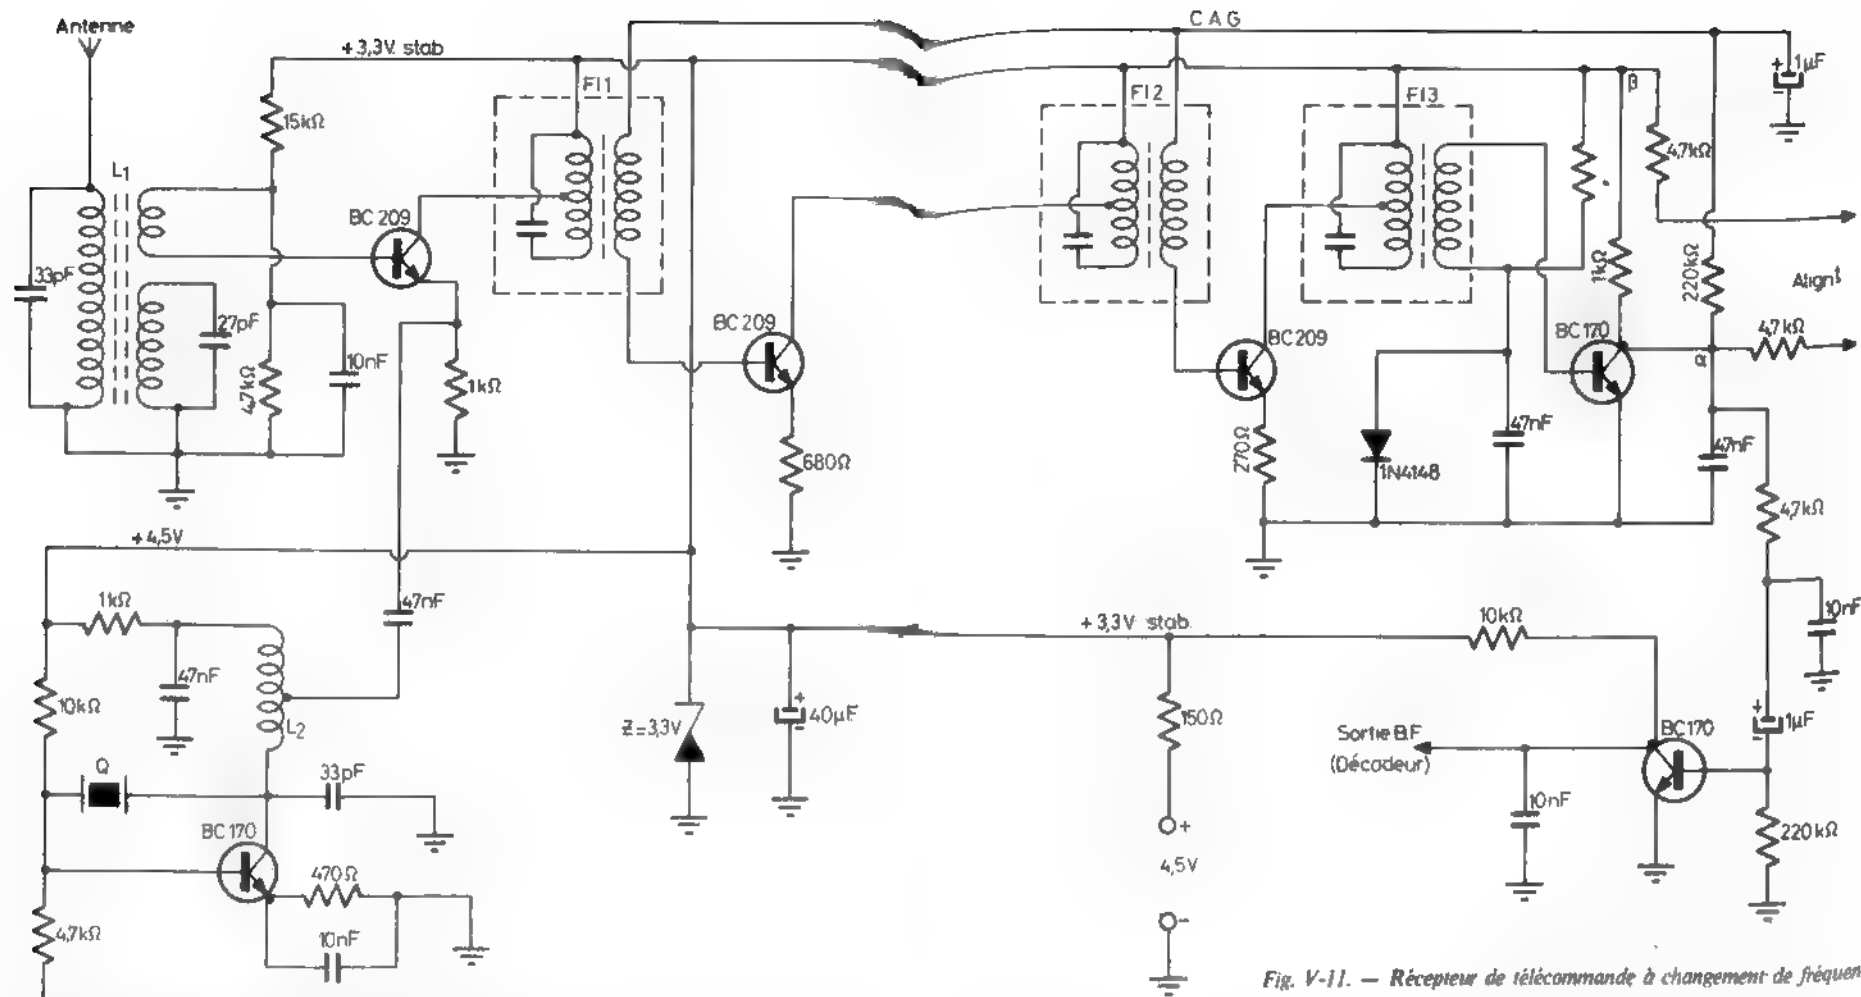 Antenne
+3,3V. stab
CAG
1µF
+
-
FI1
FI2
FI3
β
15kΩ
4,7kΩ
L1
BC 209
33pF
27pF
10nF
4,7kΩ
1kΩ
BC 209
680Ω
BC 209
270Ω
1N4148
47nF
BC 170
1kΩ
220kΩ
Alignt
4,7kΩ
α
47nF
4,7kΩ
10nF
+4,5V
1kΩ
47nF
47nF
10kΩ
L2
Q
33pF
BC 170
470Ω
10nF
4,7kΩ
Z=3,3V
+
40µF
+3,3V stab.
10kΩ
150Ω
+
4,5V
-
Sortie B.F
(Décodeur)
10nF
BC170
+
1µF
-
220kΩ
Fig. V-11. — Récepteur de télécommande à changement de fréquen